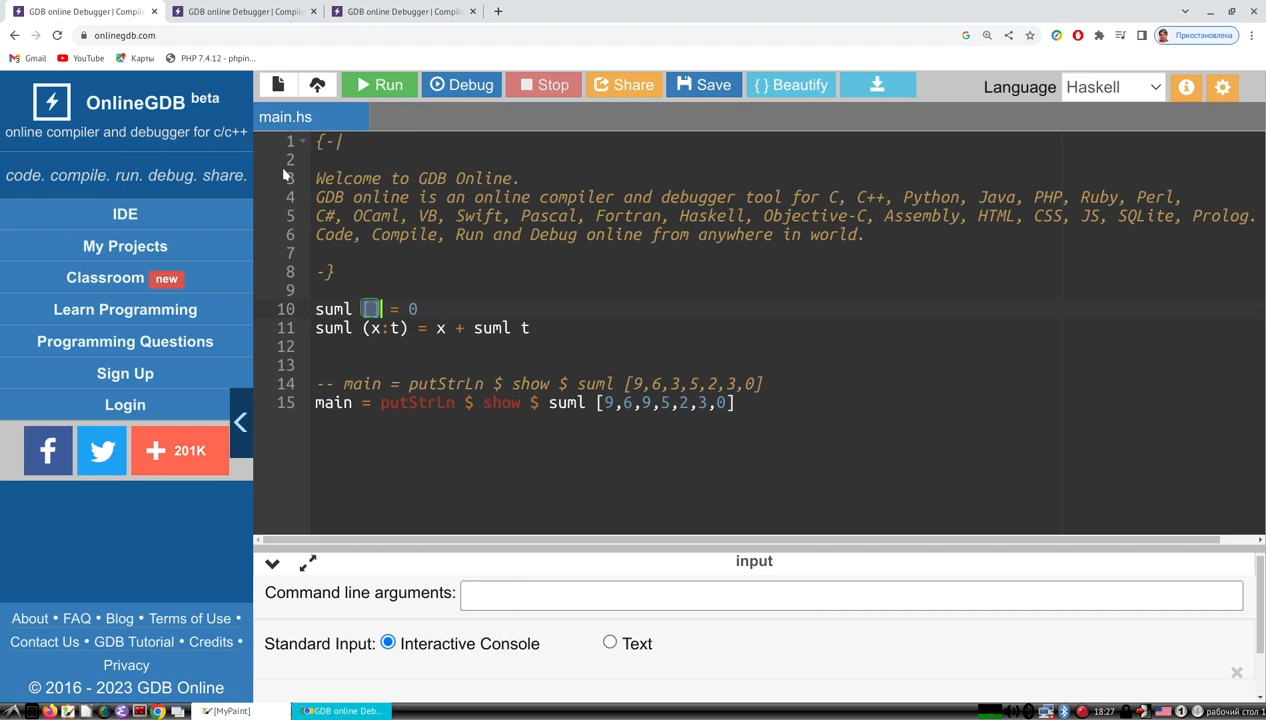 GDB online Debugger | Compile
GDB online Debugger | Compile
GDB online Debugger | Compile
onlinegdb.com
Приостановлена
Gmail
YouTube
Карты
PHP 7.4.12 - phpin...
OnlineGDB beta
online compiler and debugger for c/c++
code. compile. run. debug. share.
IDE
My Projects
Classroom new
Learn Programming
Programming Questions
Sign Up
Login
201K
About • FAQ • Blog • Terms of Use •
Contact Us • GDB Tutorial • Credits •
Privacy
© 2016 - 2023 GDB Online
Run
Debug
Stop
Share
Save
{ } Beautify
Language Haskell
main.hs
1 {-|
2
3 Welcome to GDB Online.
4 GDB online is an online compiler and debugger tool for C, C++, Python, Java, PHP, Ruby, Perl,
5 C#, OCaml, VB, Swift, Pascal, Fortran, Haskell, Objective-C, Assembly, HTML, CSS, JS, SQLite, Prolog.
6 Code, Compile, Run and Debug online from anywhere in world.
7
8 -}
9
10 suml [] = 0
11 suml (x:t) = x + suml t
12
13
14 -- main = putStrLn $ show $ suml [9,6,3,5,2,3,0]
15 main = putStrLn $ show $ suml [9,6,9,5,2,3,0]
input
Command line arguments:
Standard Input: Interactive Console Text
[MyPaint]
GDB online Deb...
18:27
рабочий стол 1